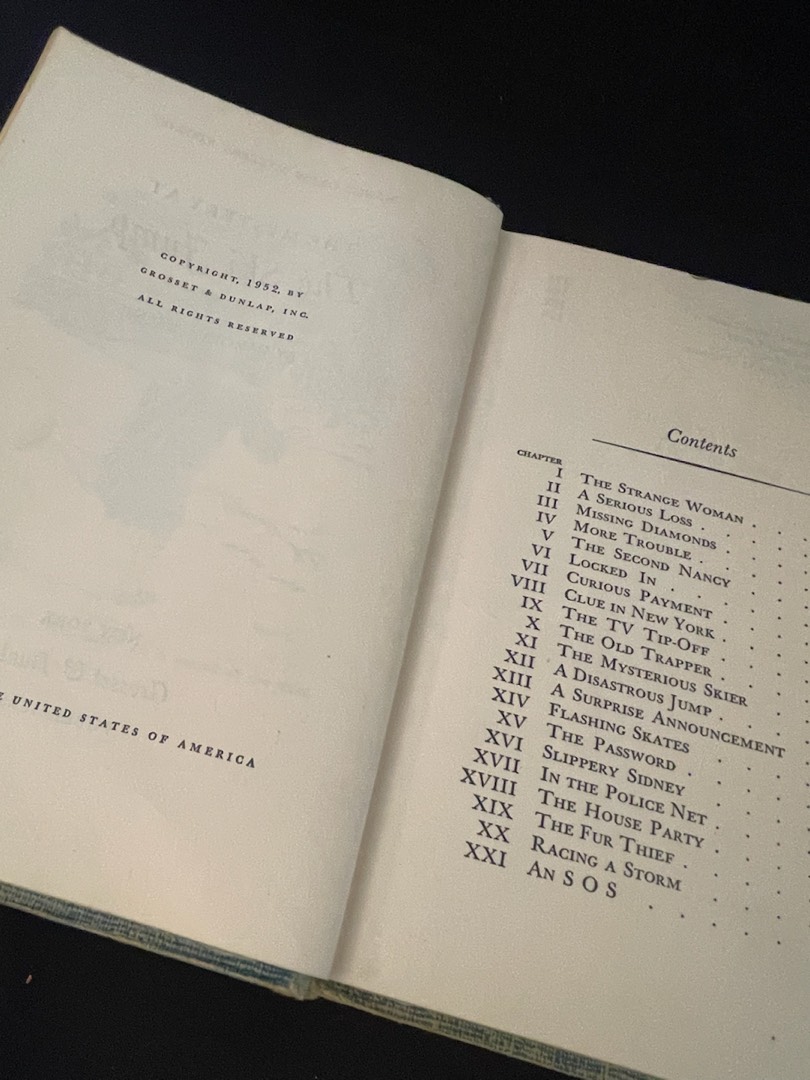 COPYRIGHT, 1952, BY
GROSSET & DUNLAP, INC.
ALL RIGHTS RESERVED
UNITED STATES OF AMERICA
Contents
CHAPTER
I THE STRANGE WOMAN . . .
II A SERIOUS LOSS . . . .
III MISSING DIAMONDS . . .
IV MORE TROUBLE . . . .
V THE SECOND NANCY . .
VI LOCKED IN . . . . .
VII CURIOUS PAYMENT . . .
VIII CLUE IN NEW YORK . . .
IX THE TV TIP-OFF . . .
X THE OLD TRAPPER . . .
XI THE MYSTERIOUS SKIER . .
XII A DISASTROUS JUMP . . .
XIII A SURPRISE ANNOUNCEMENT .
XIV FLASHING SKATES . . .
XV THE PASSWORD . . . .
XVI SLIPPERY SIDNEY . . .
XVII IN THE POLICE NET . . .
XVIII THE HOUSE PARTY . . .
XIX THE FUR THIEF . . . .
XX RACING A STORM . . .
XXI AN S O S . . . .